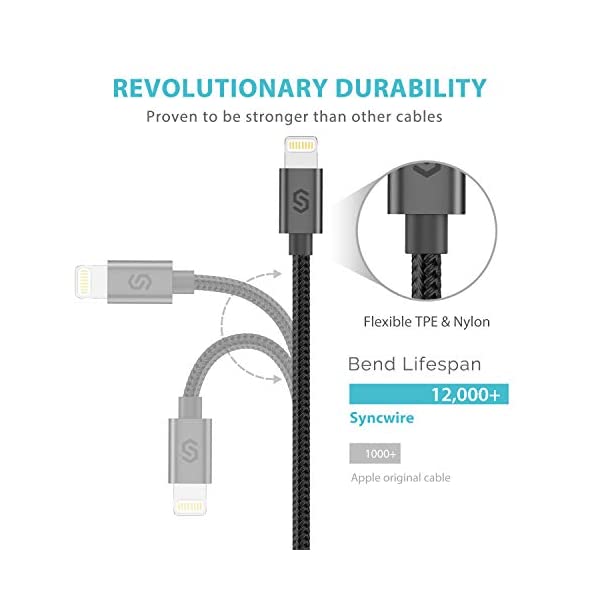 REVOLUTIONARY DURABILITY
Proven to be stronger than other cables
Flexible TPE & Nylon
Bend Lifespan
12,000+
Syncwire
1000+
Apple original cable